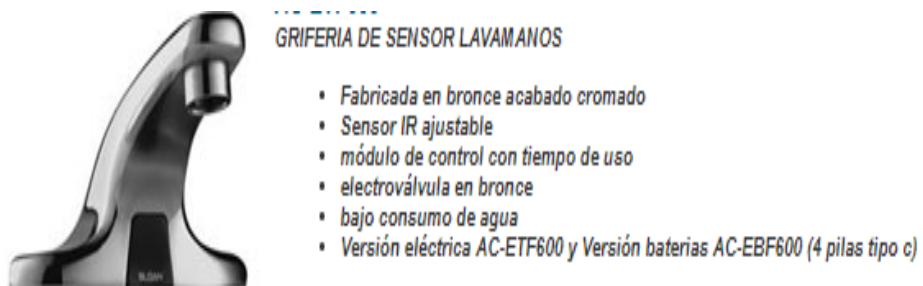 GRIFERIA DE SENSOR LAVAMANOS
• Fabricada en bronce acabado cromado
• Sensor IR ajustable
• módulo de control con tiempo de uso
• electroválvula en bronce
• bajo consumo de agua
• Versión eléctrica AC-ETF600 y Versión baterias AC-EBF600 (4 pilas tipo c)
SLOAN